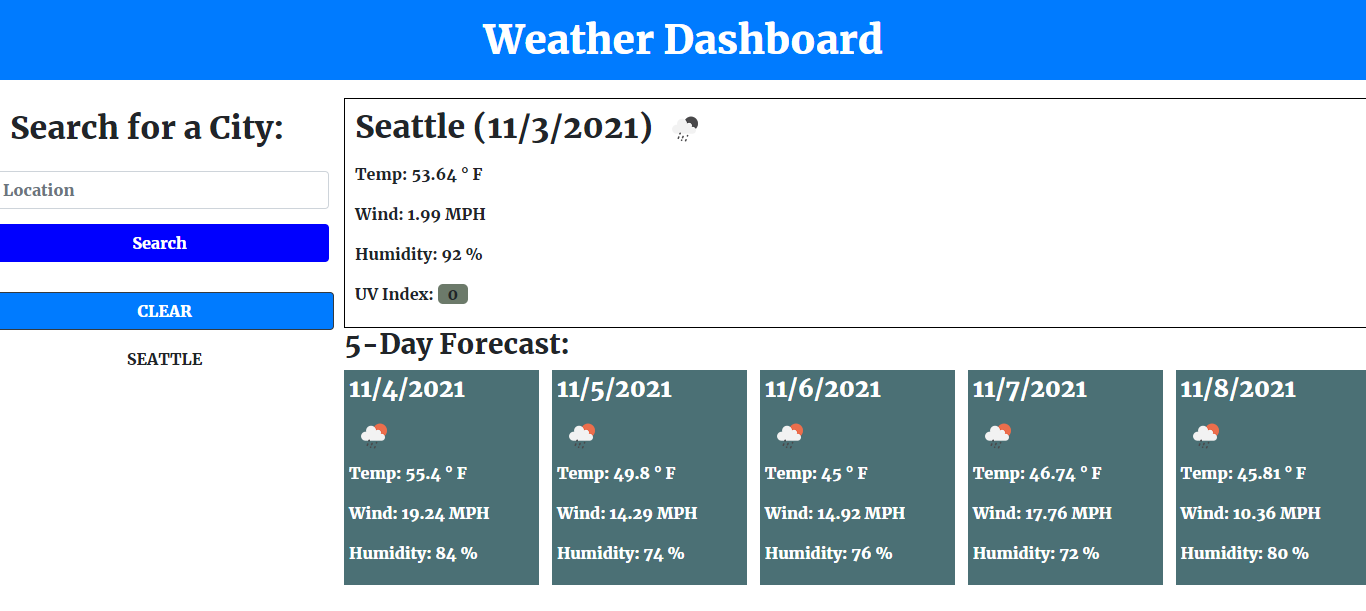 Weather Dashboard
Search for a City:
Location
Search
CLEAR
SEATTLE
Seattle (11/3/2021)
Temp: 53.64 ° F
Wind: 1.99 MPH
Humidity: 92 %
UV Index: 0
5-Day Forecast:
11/4/2021
Temp: 55.4 ° F
Wind: 19.24 MPH
Humidity: 84 %
11/5/2021
Temp: 49.8 ° F
Wind: 14.29 MPH
Humidity: 74 %
11/6/2021
Temp: 45 ° F
Wind: 14.92 MPH
Humidity: 76 %
11/7/2021
Temp: 46.74 ° F
Wind: 17.76 MPH
Humidity: 72 %
11/8/2021
Temp: 45.81 ° F
Wind: 10.36 MPH
Humidity: 80 %